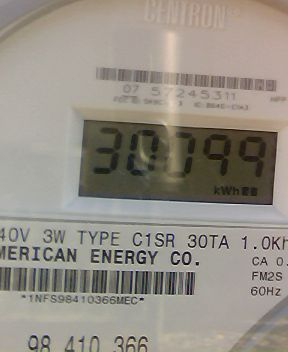 CENTRON
07 57245311
30099
kWh
40V 3W TYPE C1SR 30TA 1.0Kh
MERICAN ENERGY CO.
CA 0.
FM2S
*1NFS98410366MEC*
60Hz
98 410 366